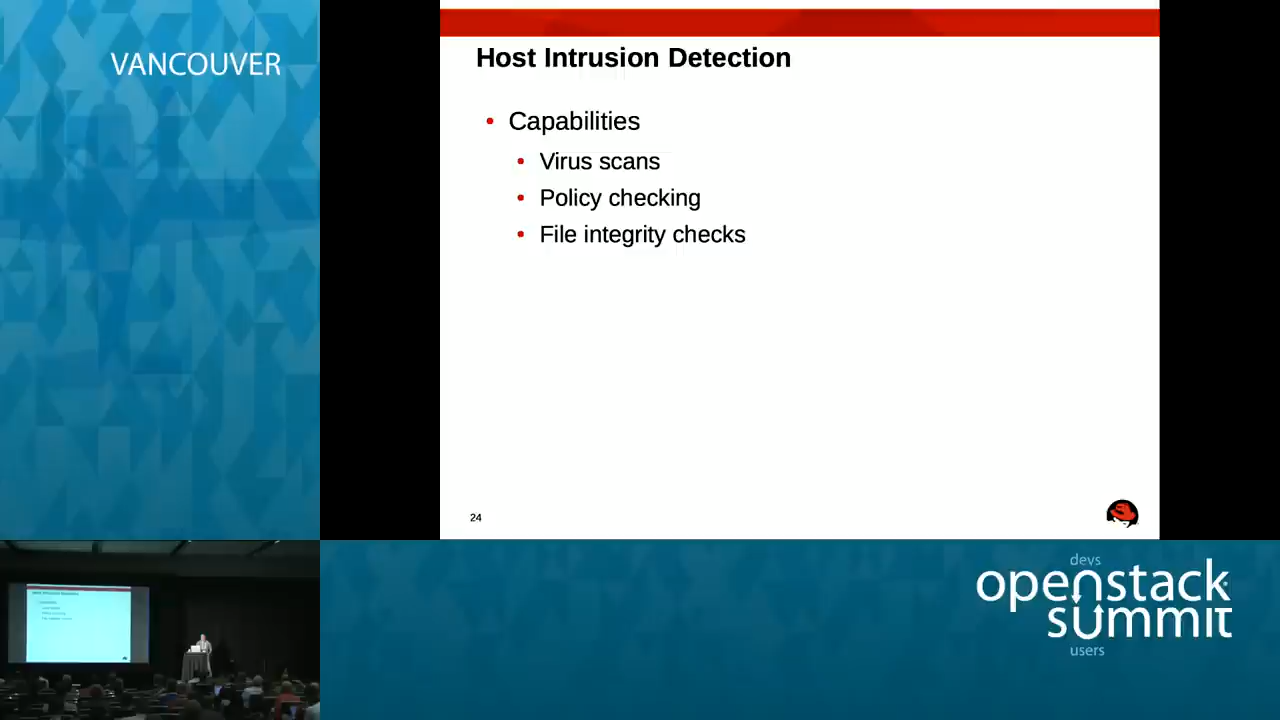 VANCOUVER
Host Intrusion Detection
• Capabilities
• Virus scans
• Policy checking
• File integrity checks
24
devs
openstack
summit
users